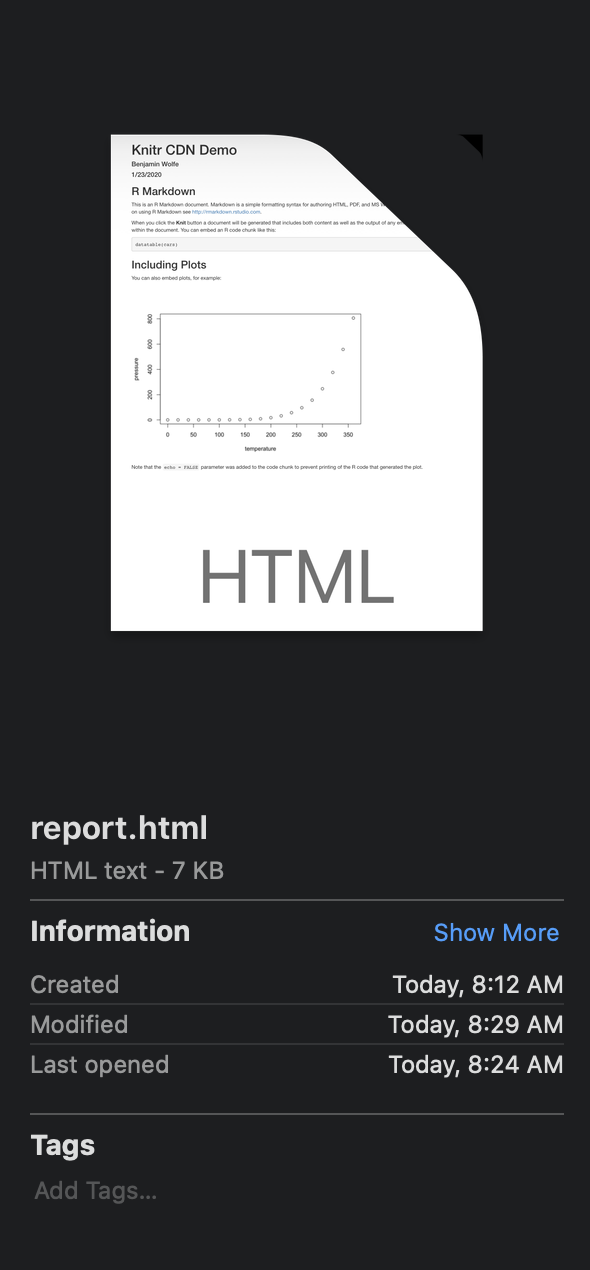 Knitr CDN Demo
Benjamin Wolfe
1/23/2020
R Markdown
This is an R Markdown document. Markdown is a simple formatting syntax for authoring HTML, PDF, and MS
on using R Markdown see http://rmarkdown.rstudio.com.
When you click the Knit button a document will be generated that includes both content as well as the output of any
within the document. You can embed an R code chunk like this:
datatable(cars)
Including Plots
You can also embed plots, for example:
800
600
400
200
0
pressure
0 50 100 150 200 250 300 350
temperature
Note that the echo = FALSE parameter was added to the code chunk to prevent printing of the R code that generated the plot.
HTML
report.html
HTML text - 7 KB
Information Show More
Created Today, 8:12 AM
Modified Today, 8:29 AM
Last opened Today, 8:24 AM
Tags
Add Tags...